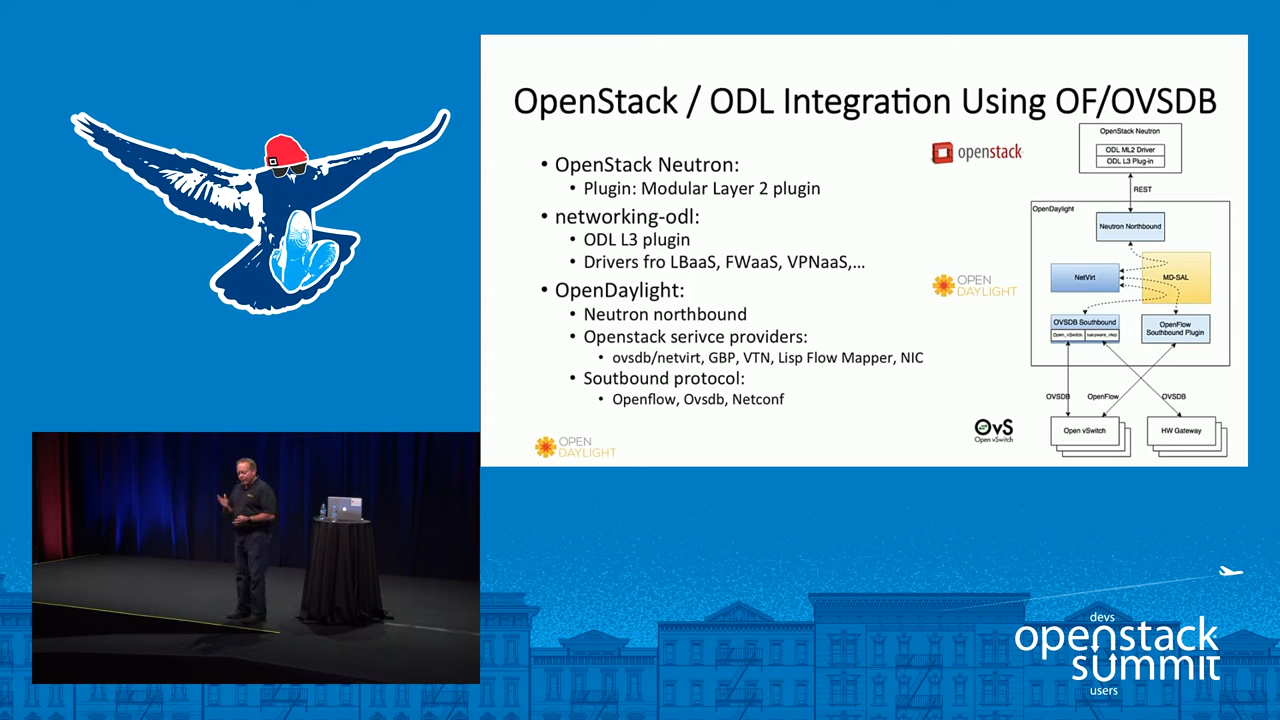 OpenStack / ODL Integration Using OF/OVSDB
• OpenStack Neutron:
• Plugin: Modular Layer 2 plugin
• networking-odl:
• ODL L3 plugin
• Drivers fro LBaaS, FWaaS, VPNaaS,...
• OpenDaylight:
• Neutron northbound
• Openstack serivce providers:
• ovsdb/netvirt, GBP, VTN, Lisp Flow Mapper, NIC
• Soutbound protocol:
• Openflow, Ovsdb, Netconf
OPEN
DAYLIGHT
openstack
OPEN
DAYLIGHT
OvS
Open vSwitch
OpenStack Neutron
ODL ML2 Driver
ODL L3 Plug-in
REST
OpenDaylight
Neutron Northbound
NetVirt
MD-SAL
OVSDB Southbound
Open_vSwitch hardware_vtep
OpenFlow
Southbound Plugin
OVSDB OpenFlow OVSDB
Open vSwitch
HW Gateway
devs
openstack
summit
users